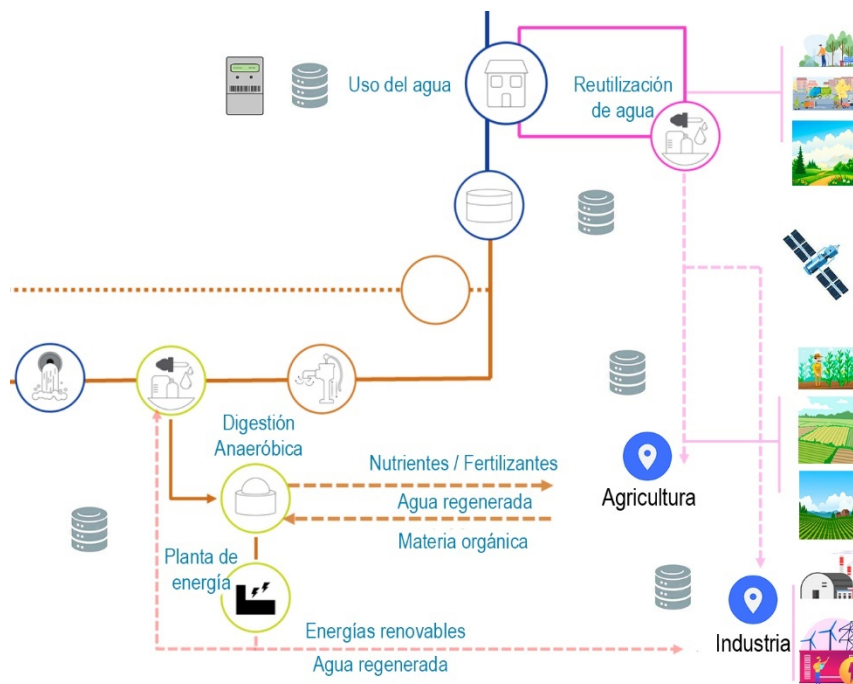 Uso del agua
Reutilización
de agua
Digestión
Anaeróbica
Nutrientes / Fertilizantes
Agua regenerada
Agricultura
Materia orgánica
Planta de
energía
Energías renovables
Industria
Agua regenerada